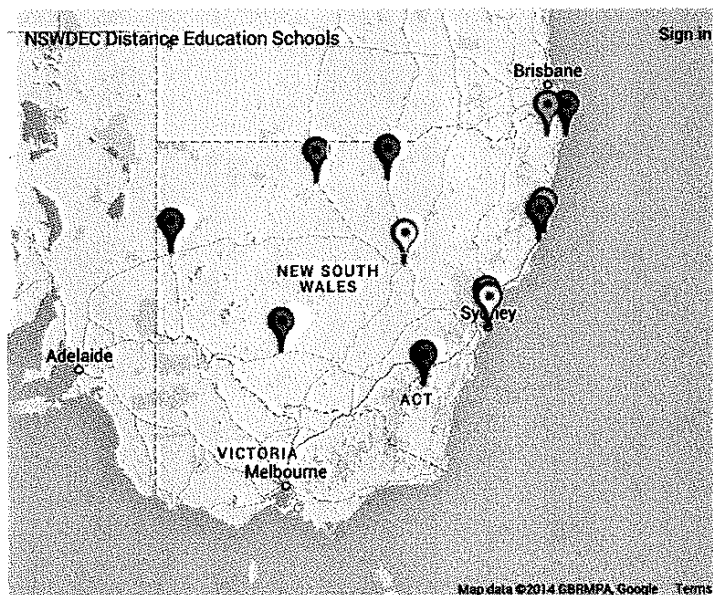 NSWDEC Distance Education Schools
Sign in
Brisbane
NEW SOUTH
WALES
Sydney
Adelaide
ACT
VICTORIA
Melbourne
Map data ©2014 GBRMPA, Google Terms